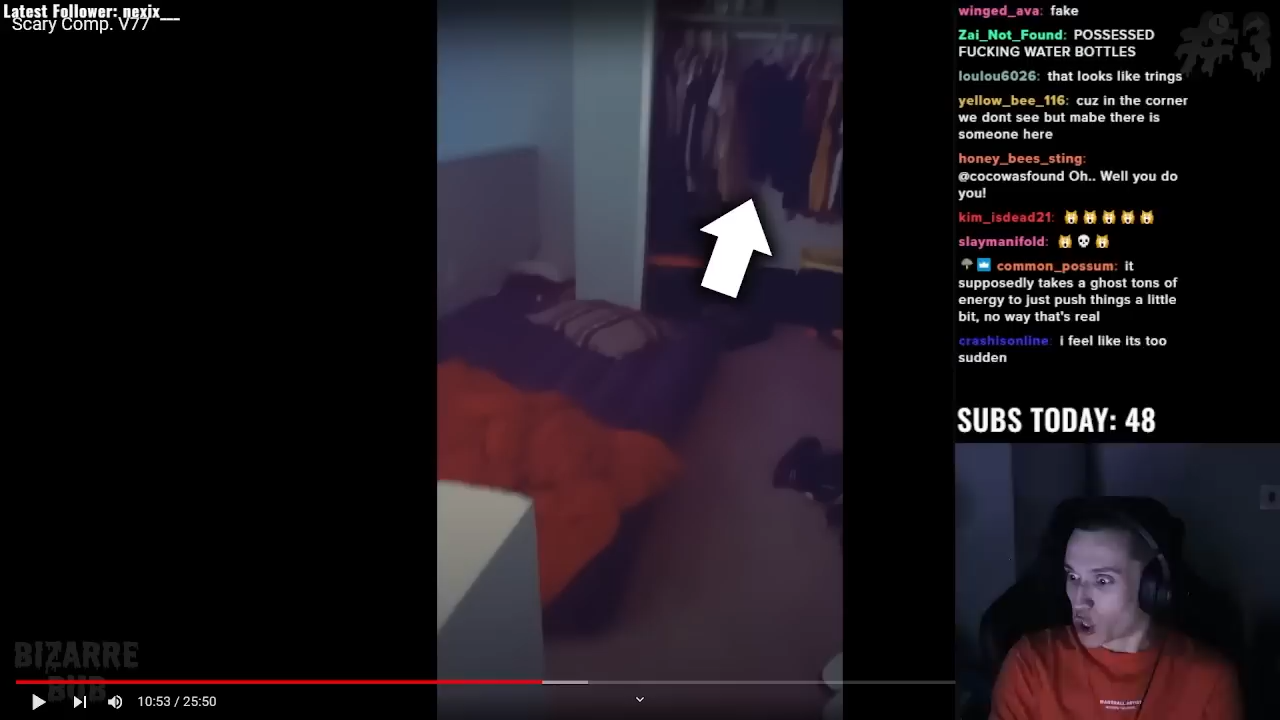 Latest Follower: nexix___
Scary Comp. V77
winged_ava: fake
Zai_Not_Found: POSSESSED
FUCKING WATER BOTTLES
loulou6026: that looks like trings
yellow_bee_116: cuz in the corner
we dont see but mabe there is
someone here
honey_bees_sting:
@cocowasfound Oh.. Well you do
you!
kim_isdead21:
slaymanifold:
common_possum: it
supposedly takes a ghost tons of
energy to just push things a little
bit, no way that's real
crashisonline: i feel like its too
sudden
#3
SUBS TODAY: 48
BIZARRE
BUB
10:53 / 25:50